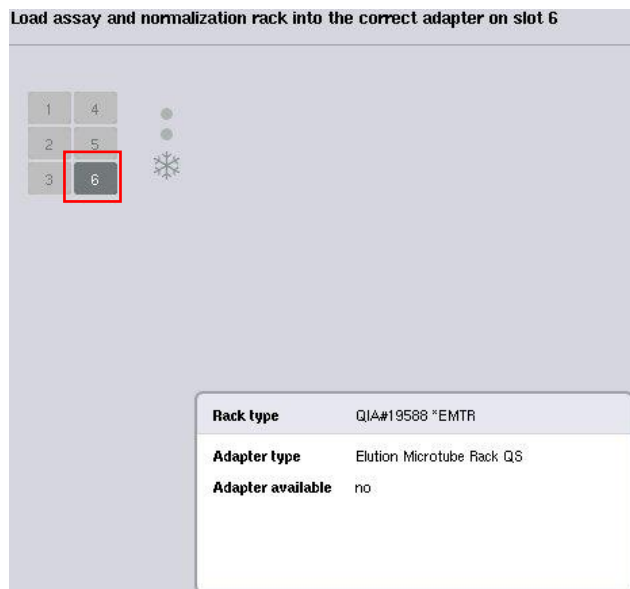 Load assay and normalization rack into the correct adapter on slot 6
1 4
2 5
3 6
Rack type QIA#19588 *EMTR
Adapter type Elution Microtube Rack QS
Adapter available no